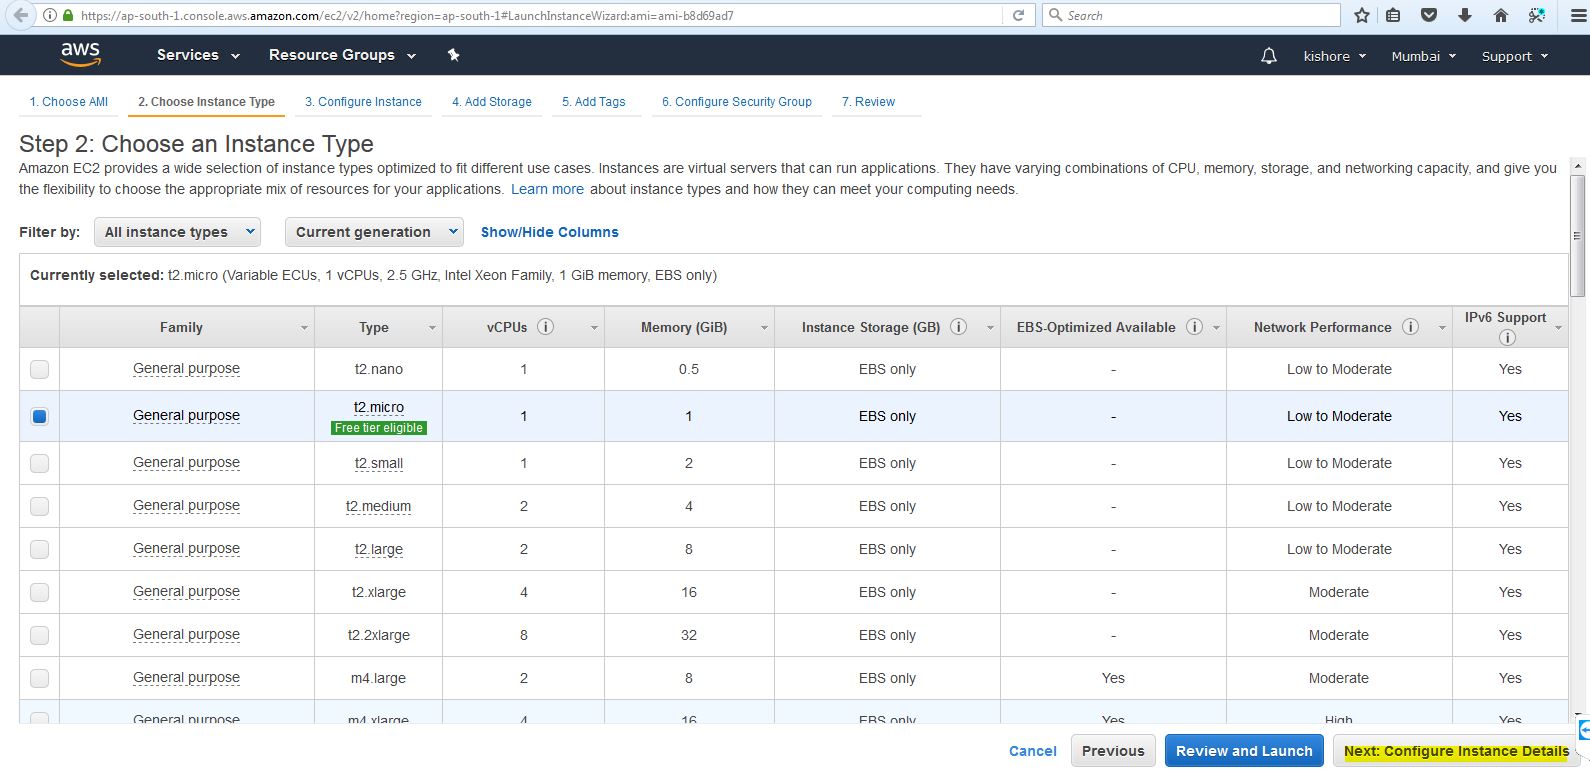 https://ap-south-1.console.aws.amazon.com/ec2/v2/home?region=ap-south-1#LaunchInstanceWizard:ami=ami-b8d69ad7
Search
aws Services Resource Groups kishore Mumbai Support
1. Choose AMI 2. Choose Instance Type 3. Configure Instance 4. Add Storage 5. Add Tags 6. Configure Security Group 7. Review
Step 2: Choose an Instance Type
Amazon EC2 provides a wide selection of instance types optimized to fit different use cases. Instances are virtual servers that can run applications. They have varying combinations of CPU, memory, storage, and networking capacity, and give you
the flexibility to choose the appropriate mix of resources for your applications. Learn more about instance types and how they can meet your computing needs.
Filter by: All instance types Current generation Show/Hide Columns
Currently selected: t2.micro (Variable ECUs, 1 vCPUs, 2.5 GHz, Intel Xeon Family, 1 GiB memory, EBS only)
Family Type vCPUs Memory (GiB) Instance Storage (GB) EBS-Optimized Available Network Performance IPv6 Support
General purpose t2.nano 1 0.5 EBS only - Low to Moderate Yes
General purpose t2.micro 1 1 EBS only - Low to Moderate Yes
Free tier eligible
General purpose t2.small 1 2 EBS only - Low to Moderate Yes
General purpose t2.medium 2 4 EBS only - Low to Moderate Yes
General purpose t2.large 2 8 EBS only - Low to Moderate Yes
General purpose t2.xlarge 4 16 EBS only - Moderate Yes
General purpose t2.2xlarge 8 32 EBS only - Moderate Yes
General purpose m4.large 2 8 EBS only Yes Moderate Yes
General purpose m4.xlarge 4 16 EBS only Yes High Yes
Cancel Previous Review and Launch Next: Configure Instance Details